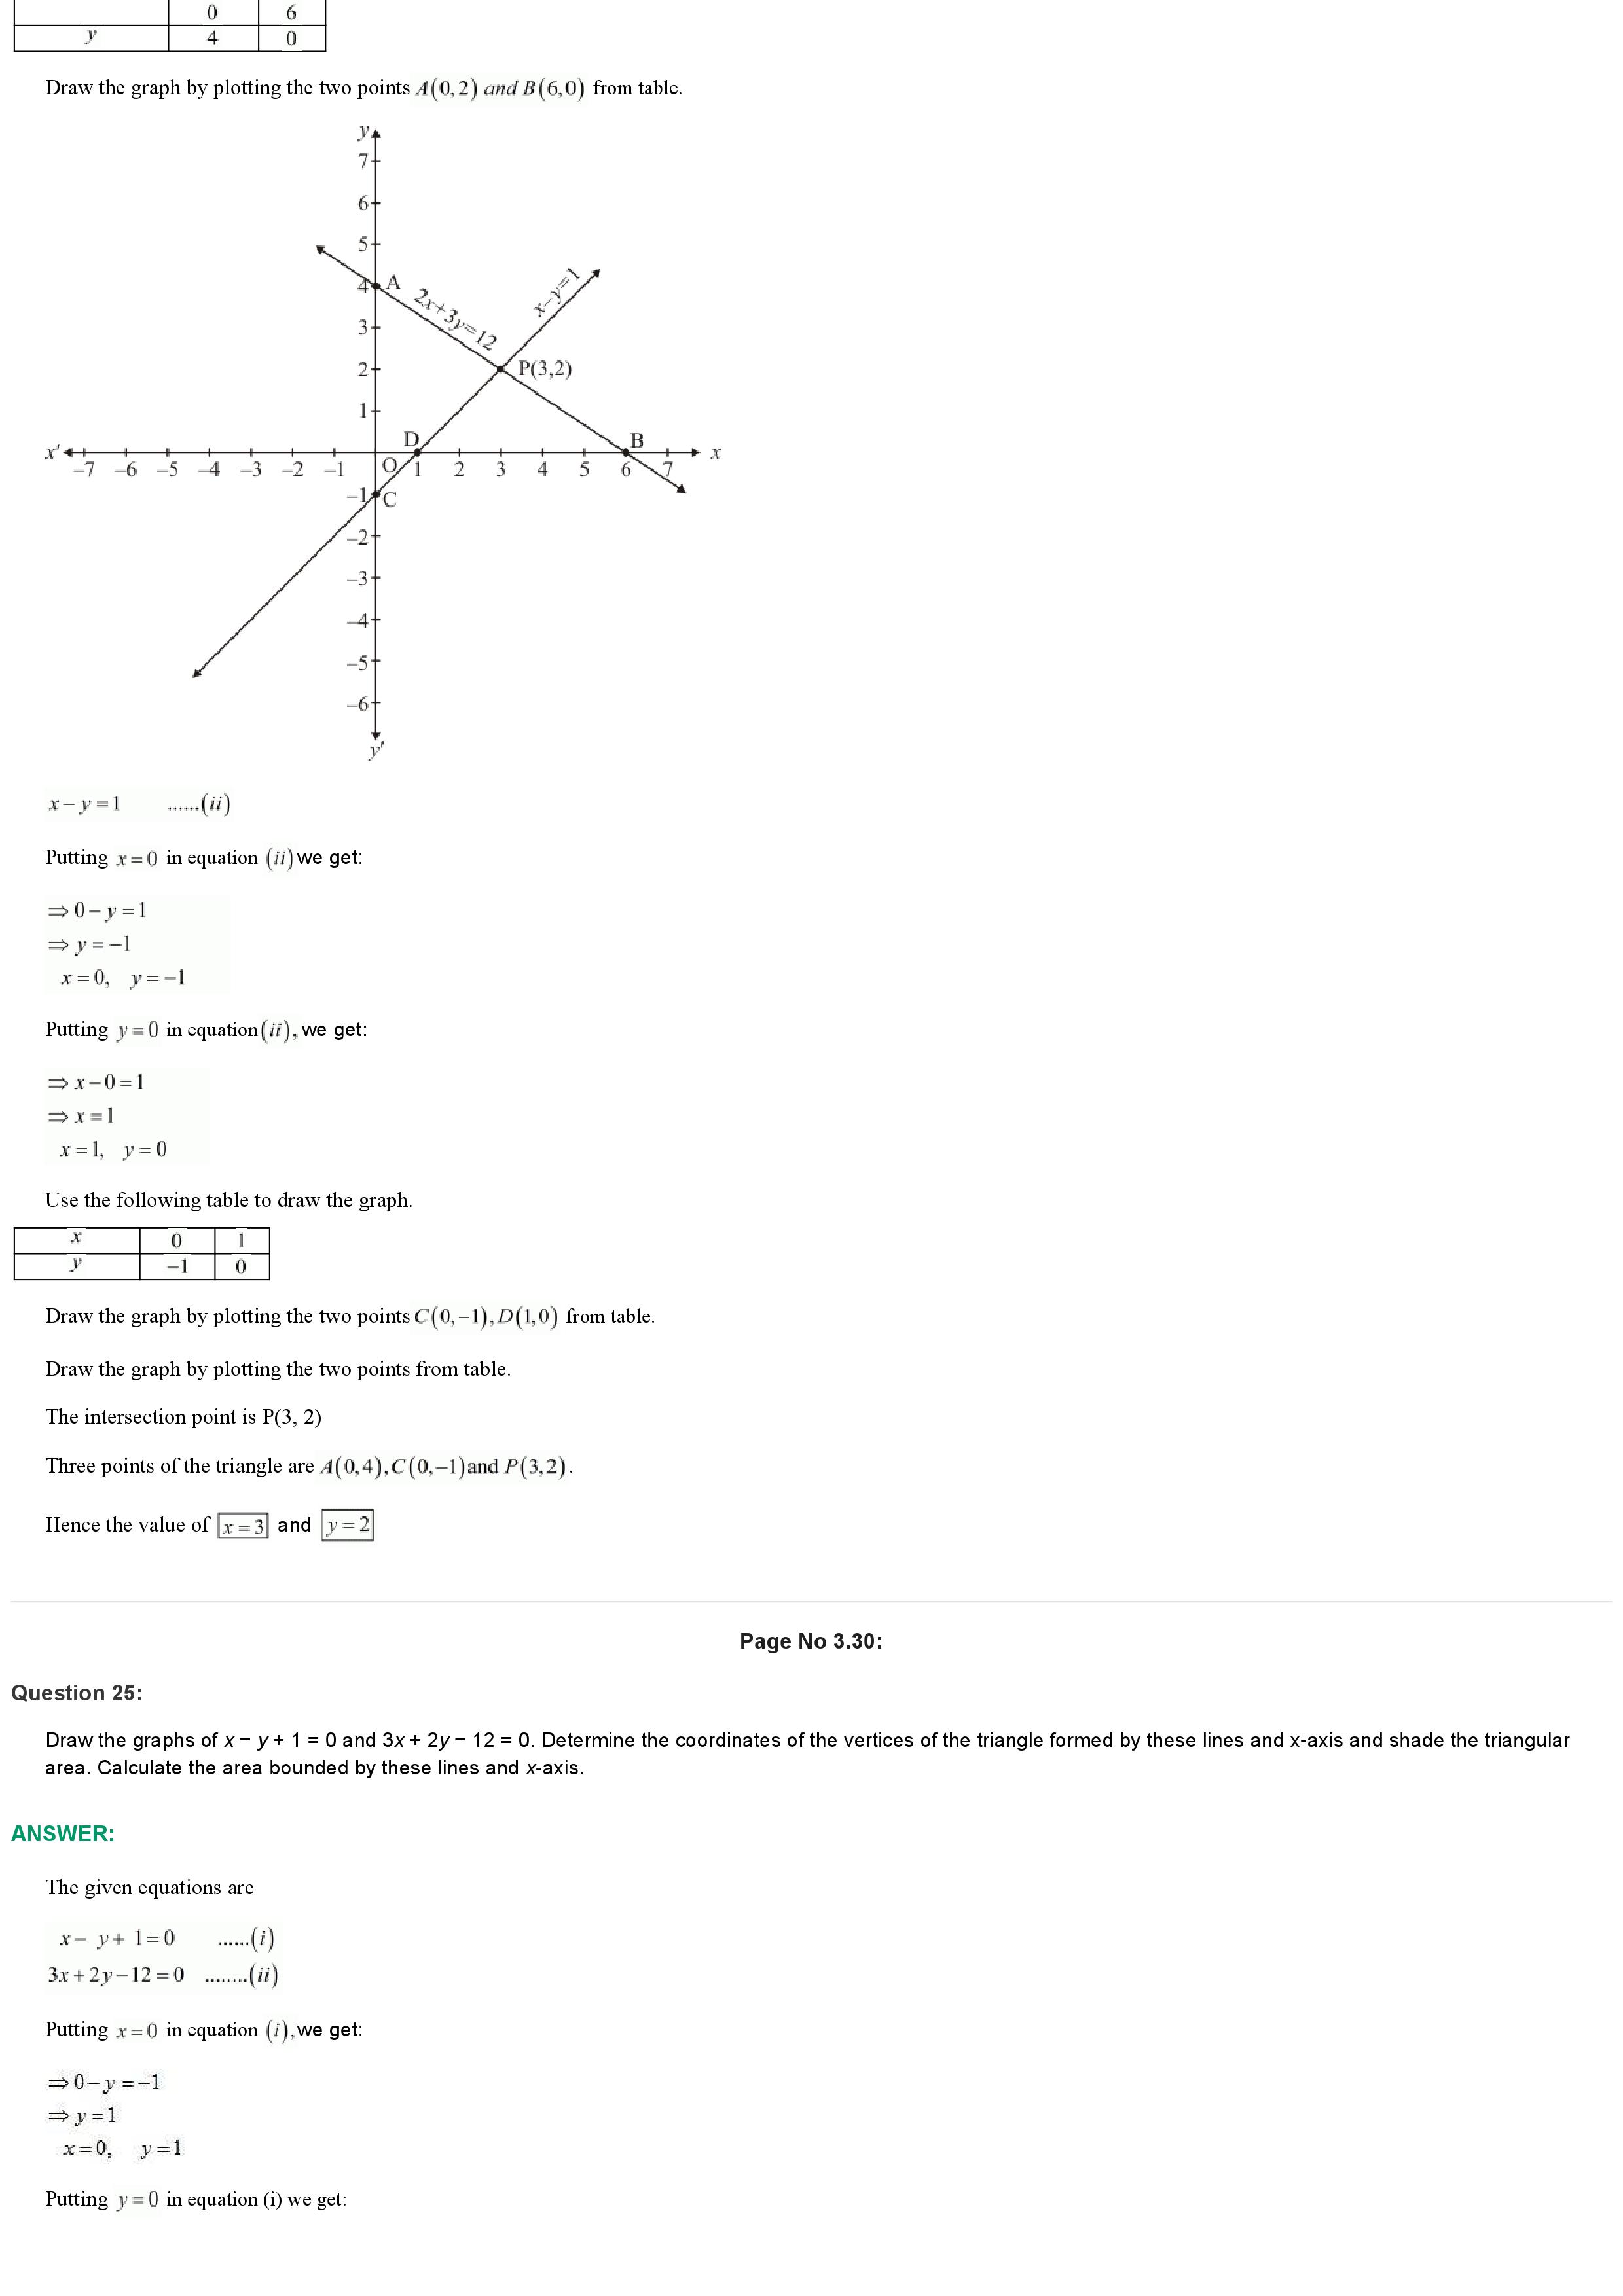 0 6
y 4 0
Draw the graph by plotting the two points A(0,2) and B(6,0) from table.
y
7
6
5
4 A
2x+3y=12
x−y=1
3
2 P(3,2)
1
D B
x′ x
−7 −6 −5 −4 −3 −2 −1 O 1 2 3 4 5 6 7
−1 C
−2
−3
−4
−5
−6
y′
x−y=1 ......(ii)
Putting x=0 in equation (ii) we get:
⇒0−y=1
⇒y=−1
x=0, y=−1
Putting y=0 in equation(ii), we get:
⇒x−0=1
⇒x=1
x=1, y=0
Use the following table to draw the graph.
x 0 1
y −1 0
Draw the graph by plotting the two points C(0,−1),D(1,0) from table.
Draw the graph by plotting the two points from table.
The intersection point is P(3, 2)
Three points of the triangle are A(0,4),C(0,−1)and P(3,2).
Hence the value of x=3 and y=2
Page No 3.30:
Question 25:
Draw the graphs of x − y + 1 = 0 and 3x + 2y − 12 = 0. Determine the coordinates of the vertices of the triangle formed by these lines and x-axis and shade the triangular
area. Calculate the area bounded by these lines and x-axis.
ANSWER:
The given equations are
x− y+ 1=0 ......(i)
3x+2y−12=0 ........(ii)
Putting x=0 in equation (i),we get:
⇒0−y=−1
⇒y=1
x=0, y=1
Putting y=0 in equation (i) we get: